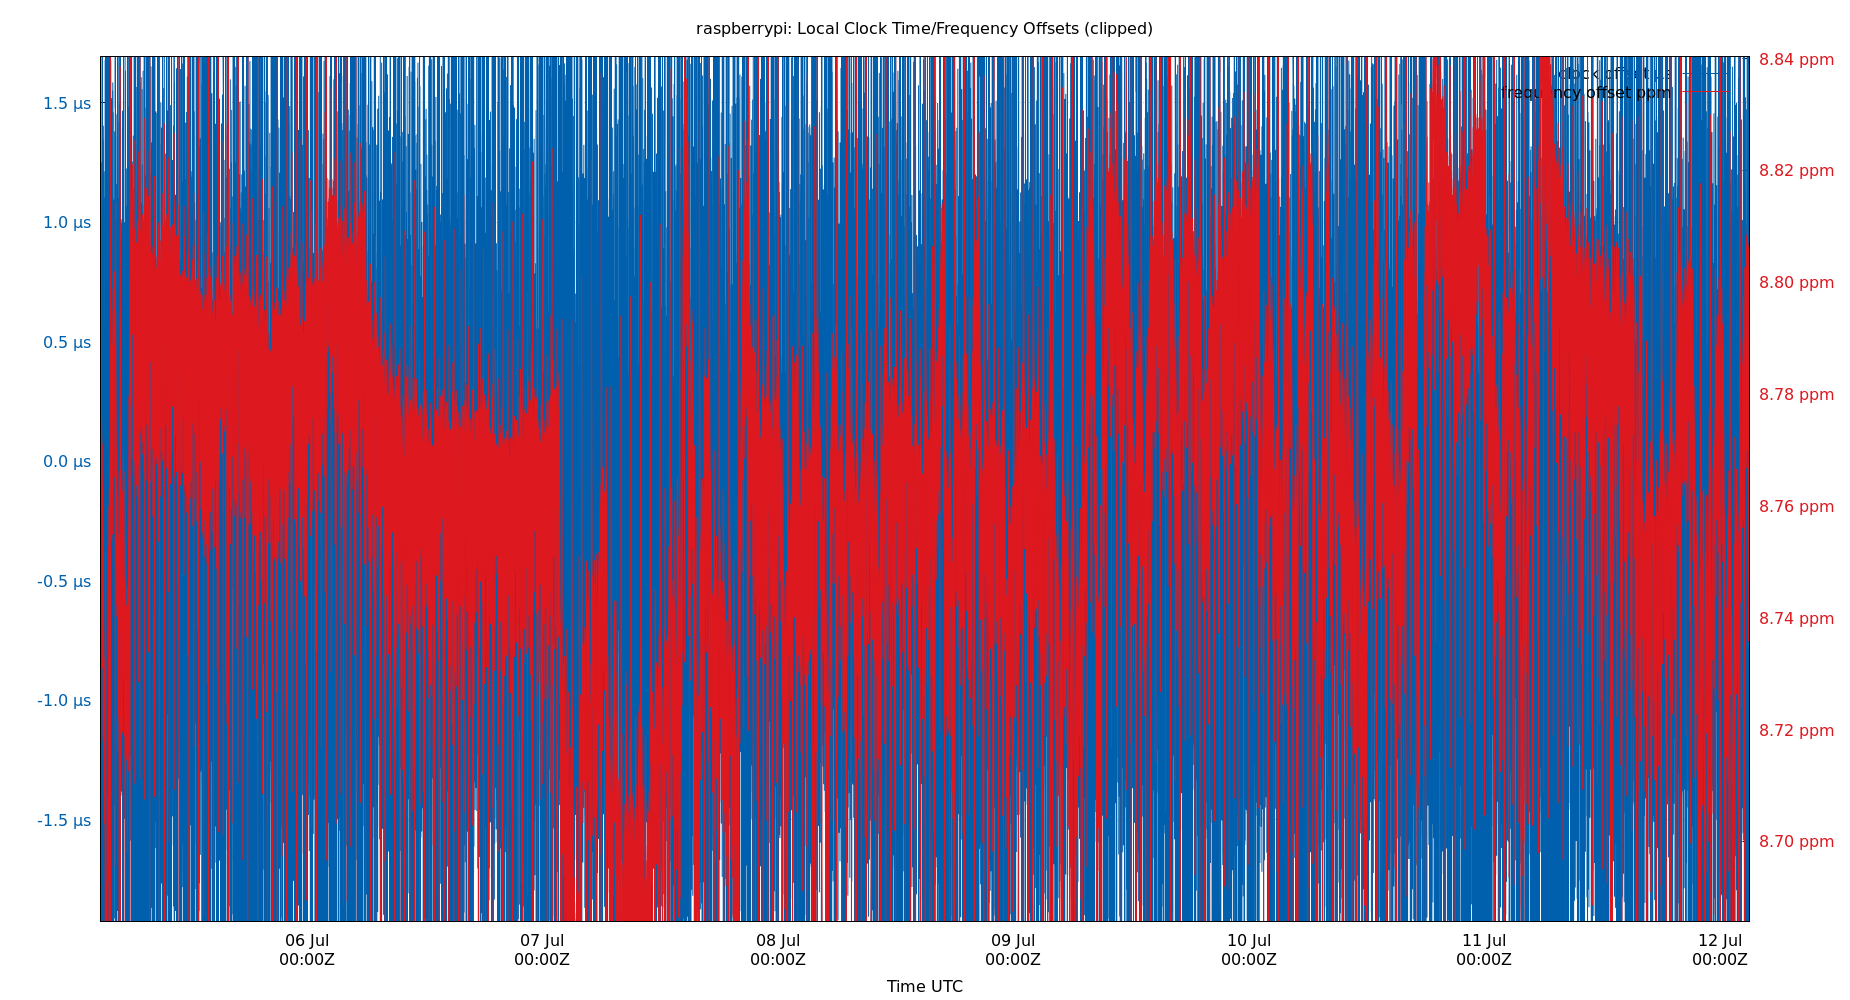 raspberrypi: Local Clock Time/Frequency Offsets (clipped)
1.5 µs
1.0 µs
0.5 µs
0.0 µs
-0.5 µs
-1.0 µs
-1.5 µs
clock offset µs
frequency offset ppm
8.84 ppm
8.82 ppm
8.80 ppm
8.78 ppm
8.76 ppm
8.74 ppm
8.72 ppm
8.70 ppm
06 Jul
00:00Z
07 Jul
00:00Z
08 Jul
00:00Z
09 Jul
00:00Z
10 Jul
00:00Z
11 Jul
00:00Z
12 Jul
00:00Z
Time UTC